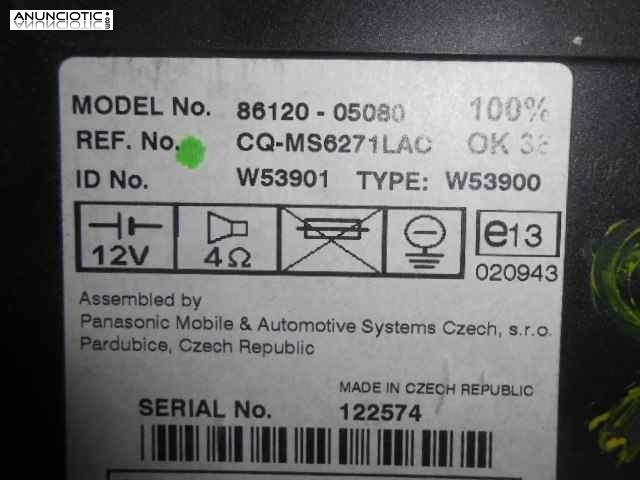 ANUNCIOTIC.es
MODEL No. 86120 - 05080 100%
REF. No. CQ-MS6271LAC OK
ID No. W53901 TYPE: W53900
12V 4Ω e13
020943
Assembled by
Panasonic Mobile & Automotive Systems Czech, s.r.o.
Pardubice, Czech Republic
MADE IN CZECH REPUBLIC
SERIAL No. 122574